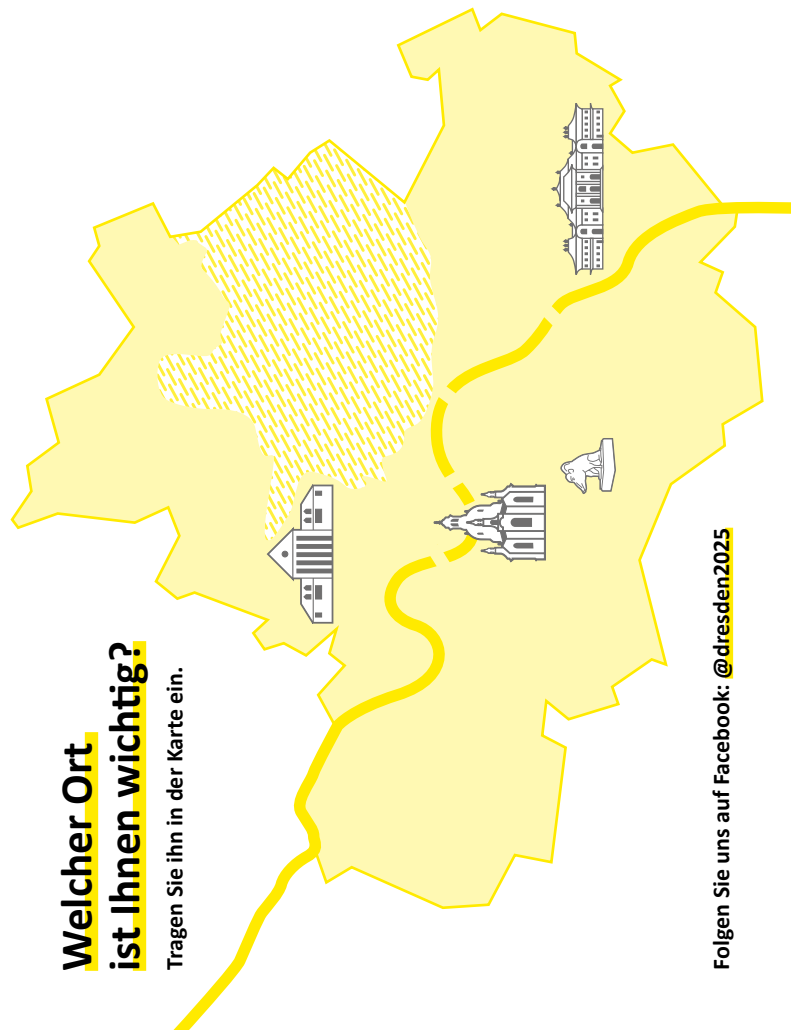 Welcher Ort
ist Ihnen wichtig?
Tragen Sie ihn in der Karte ein.
Folgen Sie uns auf Facebook: @dresden2025